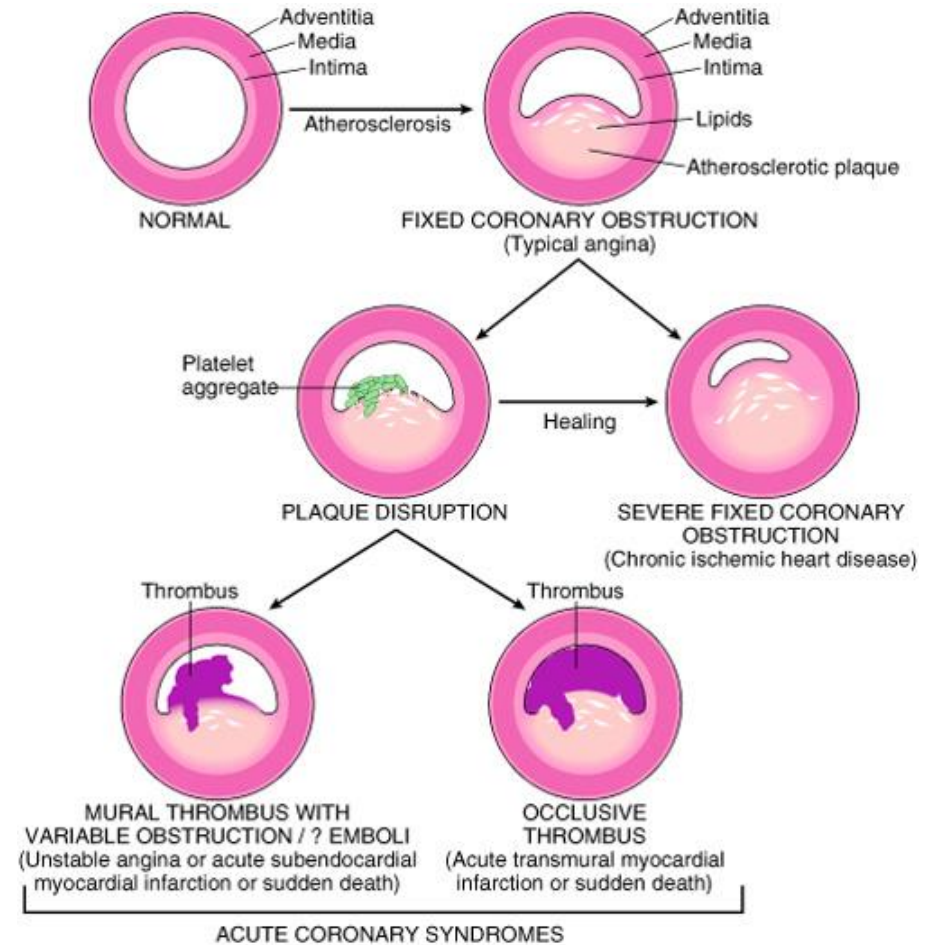 Adventitia
Media
Intima
NORMAL
Atherosclerosis
Adventitia
Media
Intima
Lipids
Atherosclerotic plaque
FIXED CORONARY OBSTRUCTION
(Typical angina)
Platelet
aggregate
PLAQUE DISRUPTION
Healing
SEVERE FIXED CORONARY
OBSTRUCTION
(Chronic ischemic heart disease)
Thrombus
MURAL THROMBUS WITH
VARIABLE OBSTRUCTION / ? EMBOLI
(Unstable angina or acute subendocardial
myocardial infarction or sudden death)
Thrombus
OCCLUSIVE
THROMBUS
(Acute transmural myocardial
infarction or sudden death)
ACUTE CORONARY SYNDROMES